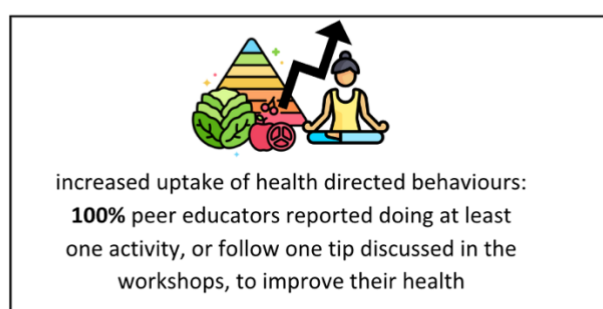 increased uptake of health directed behaviours:
100% peer educators reported doing at least
one activity, or follow one tip discussed in the
workshops, to improve their health